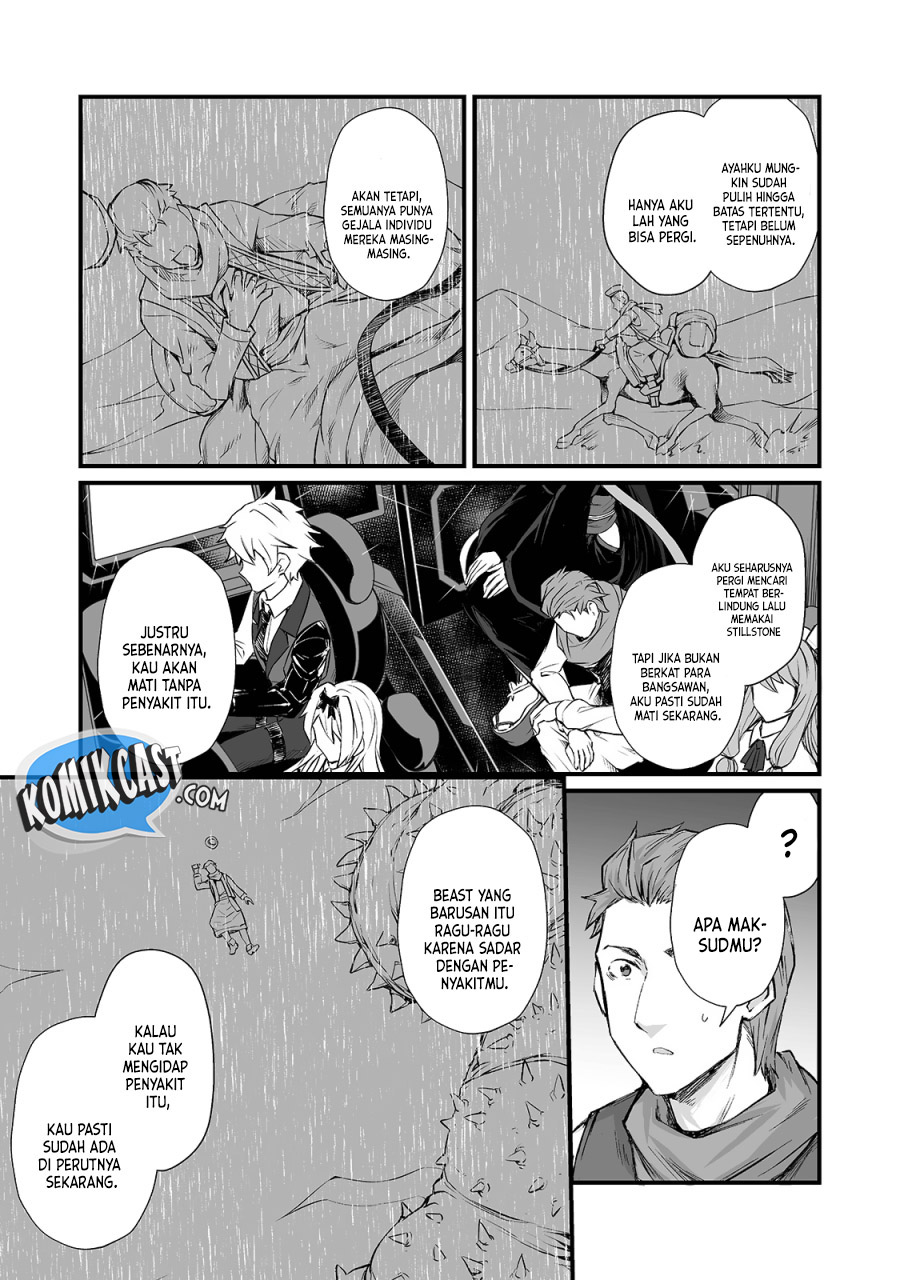 AYAHKU MUNG-
KIN SUDAH
PULIH HINGGA
BATAS TERTENTU,
TETAPI BELUM
SEPENUHNYA.
HANYA AKU
LAH YANG
BISA PERGI.
AKAN TETAPI,
SEMUANYA PUNYA
GEJALA INDIVIDU
MEREKA MASING-
MASING.
AKU SEHARUSNYA
PERGI MENCARI
TEMPAT BER-
LINDUNG LALU
MEMAKAI
STILLSTONE
TAPI JIKA BUKAN
BERKAT PARA
BANGSAWAN,
AKU PASTI SUDAH
MATI SEKARANG.
JUSTRU
SEBENARNYA,
KAU AKAN
MATI TANPA
PENYAKIT ITU.
?
APA MAK-
SUDMU?
BEAST YANG
BARUSAN ITU
RAGU-RAGU
KARENA SADAR
DENGAN PE-
NYAKITMU.
KALAU
KAU TAK
MENGIDAP
PENYAKIT
ITU,
KAU PASTI
SUDAH ADA
DI PERUTNYA
SEKARANG.
KOMIKCAST
.COM